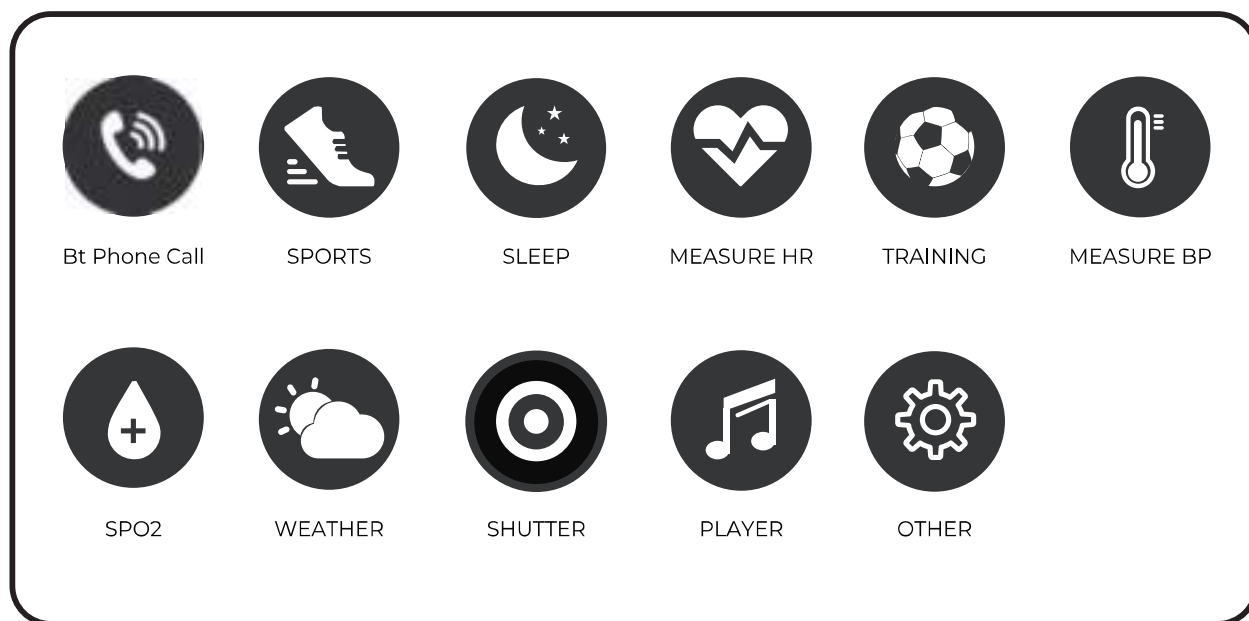 Bt Phone Call SPORTS SLEEP MEASURE HR TRAINING MEASURE BP
SPO2 WEATHER SHUTTER PLAYER OTHER